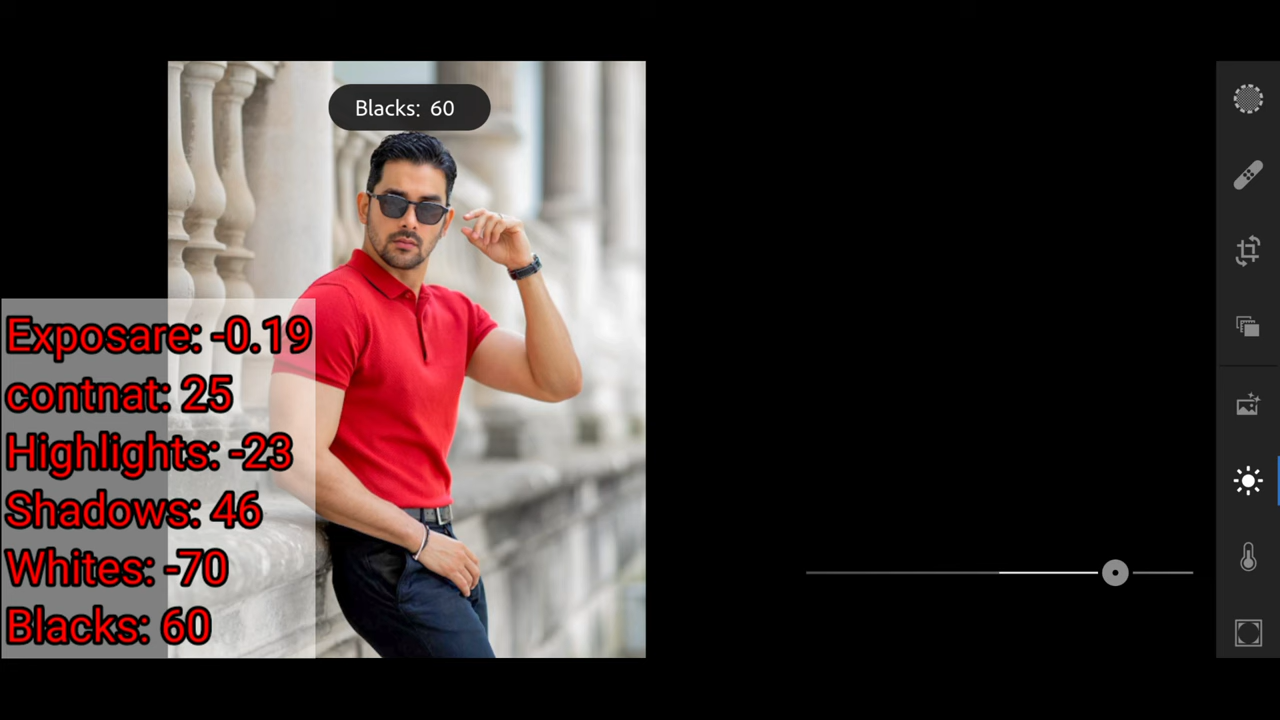 Blacks: 60
Exposare: -0.19
contnat: 25
Highlights: -23
Shadows: 46
Whites: -70
Blacks: 60